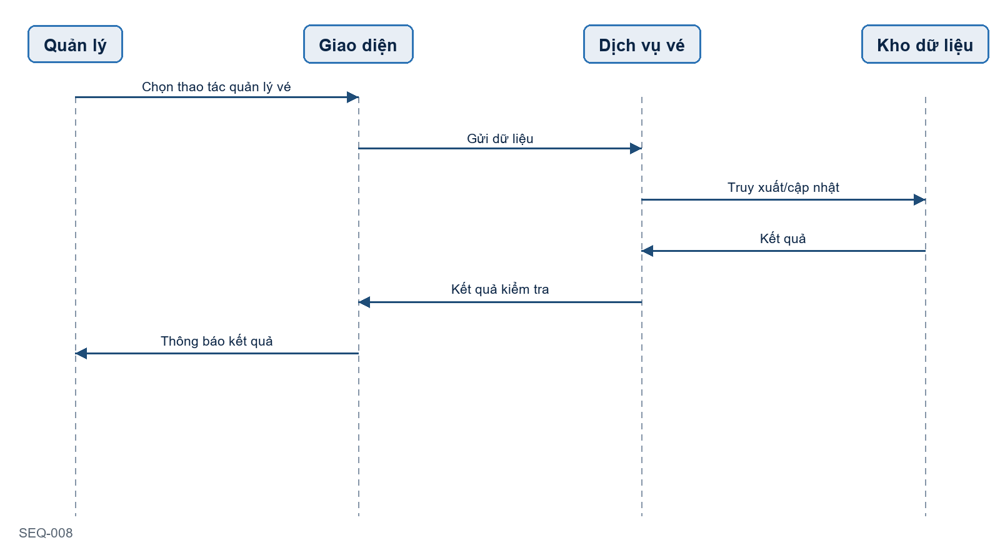 Quản lý
Giao diện
Dịch vụ vé
Kho dữ liệu
Chọn thao tác quản lý vé
Gửi dữ liệu
Truy xuất/cập nhật
Kết quả
Kết quả kiểm tra
Thông báo kết quả
SEQ-008